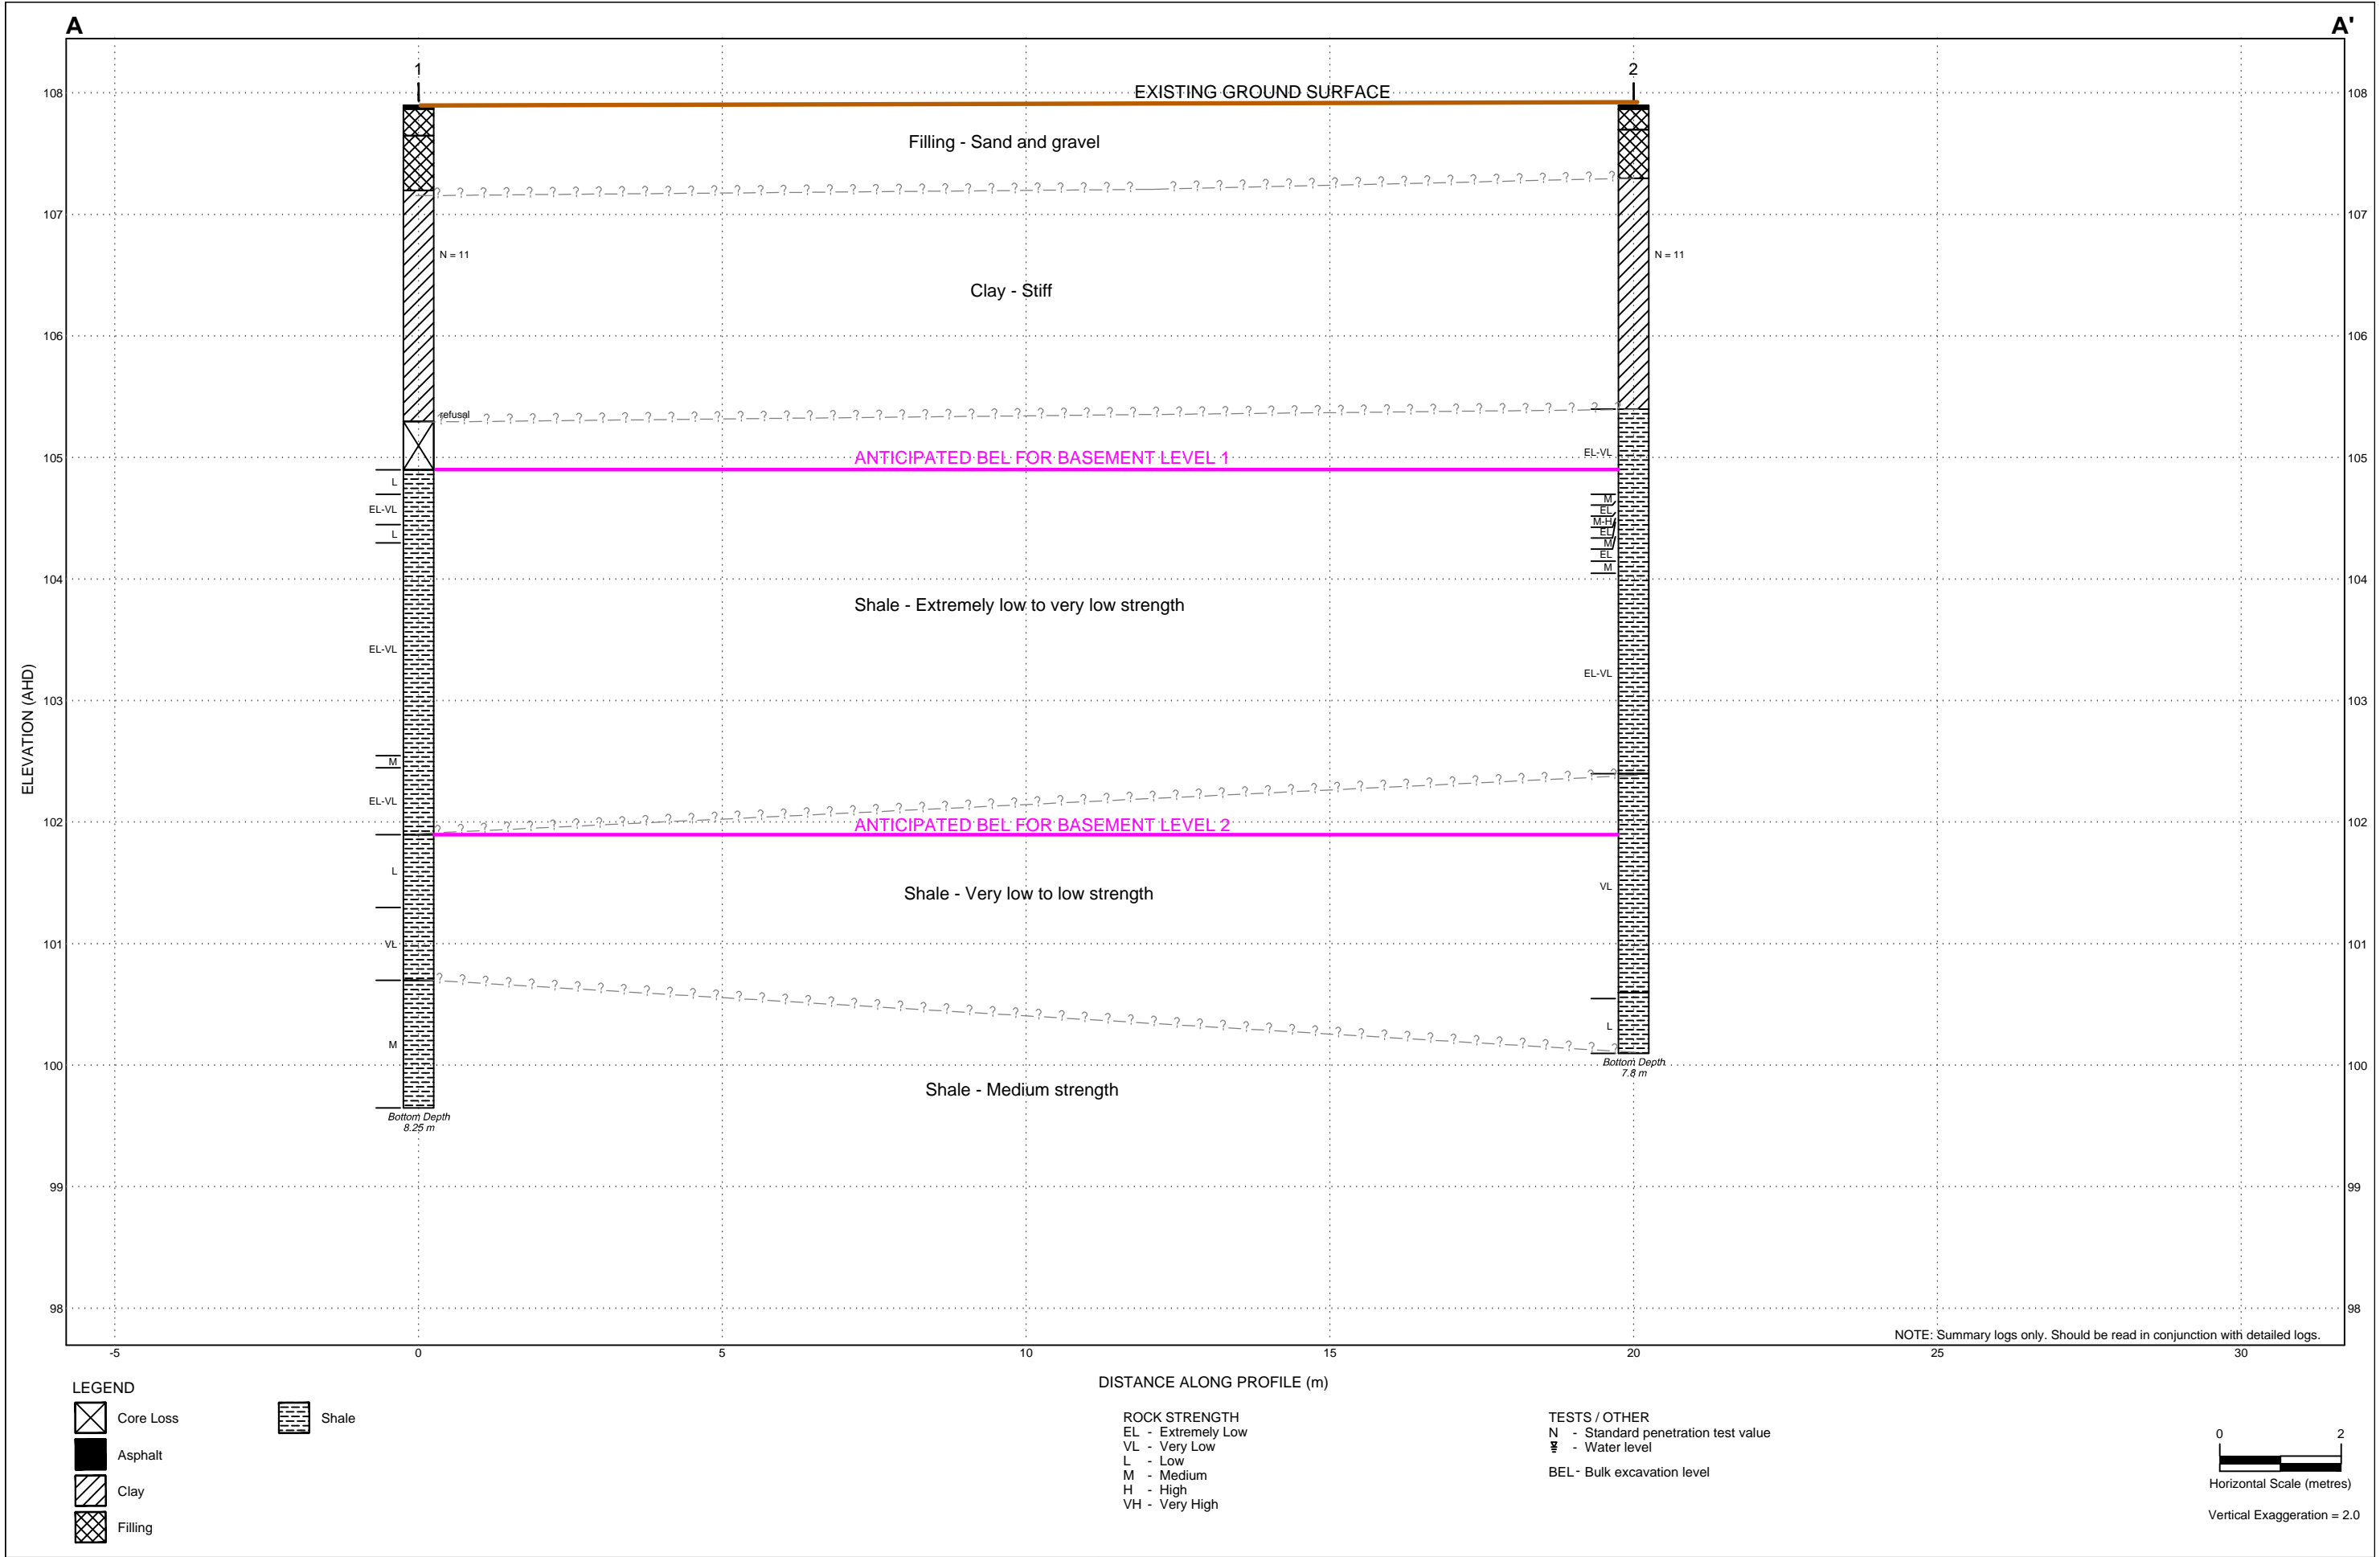 A
A'
1
2
EXISTING GROUND SURFACE
108
108
Filling - Sand and gravel
107
107
N = 11
N = 11
Clay - Stiff
106
106
refusal
105
ANTICIPATED BEL FOR BASEMENT LEVEL 1
EL-VL
105
L
EL-VL
L
M
EL
M-H
EL
M
EL
M
104
104
Shale - Extremely low to very low strength
EL-VL
EL-VL
ELEVATION (AHD)
103
103
M
EL-VL
102
ANTICIPATED BEL FOR BASEMENT LEVEL 2
102
L
Shale - Very low to low strength
VL
101
VL
101
M
L
100
Bottom Depth
7.8 m
100
Shale - Medium strength
Bottom Depth
8.25 m
99
99
98
98
NOTE: Summary logs only. Should be read in conjunction with detailed logs.
-5
0
5
10
15
20
25
30
DISTANCE ALONG PROFILE (m)
LEGEND
Core Loss
Shale
Asphalt
Clay
Filling
ROCK STRENGTH
EL - Extremely Low
VL - Very Low
L - Low
M - Medium
H - High
VH - Very High
TESTS / OTHER
N - Standard penetration test value
- Water level
BEL - Bulk excavation level
0
2
Horizontal Scale (metres)
Vertical Exaggeration = 2.0